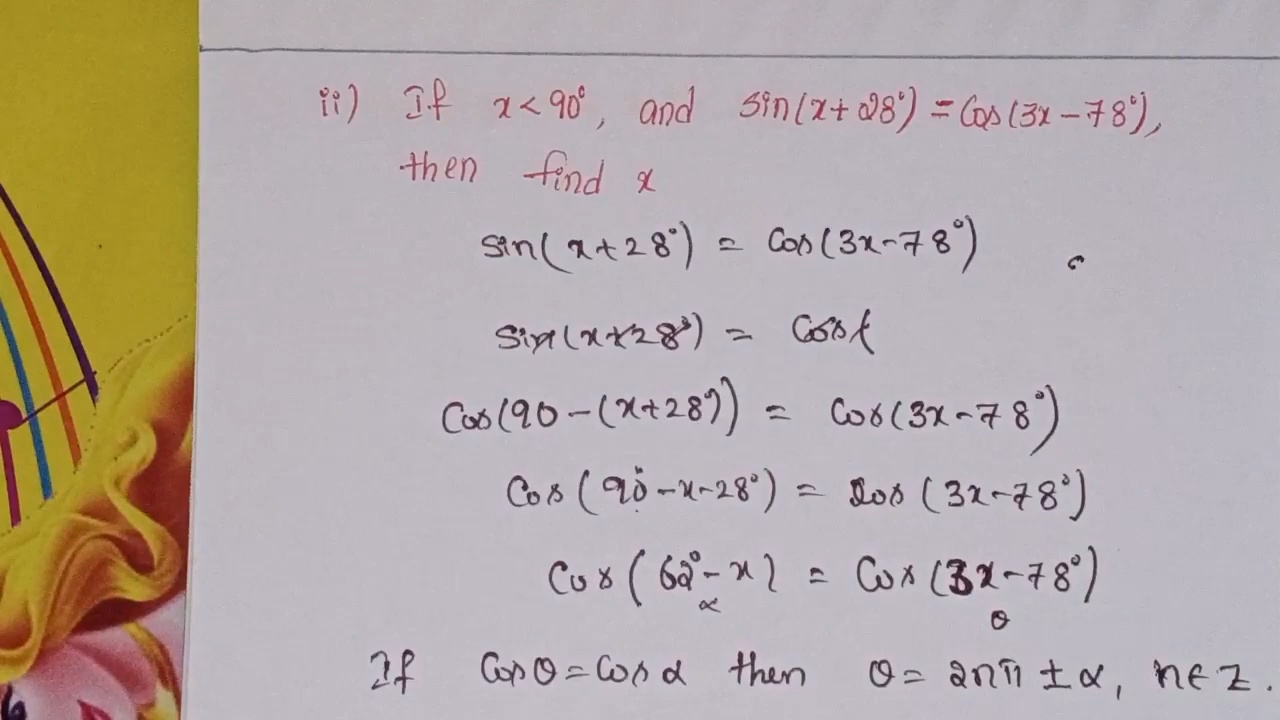 ii) If x < 90°, and sin(x + 28°) = Cos(3x - 78°),
then find x
sin(x + 28°) = Cos(3x - 78°)
sin(x + 28°) = Cos
Cos(90 - (x + 28°)) = Cos(3x - 78°)
Cos(90° - x - 28°) = Cos(3x - 78°)
Cos(62° - x) = Cos(3x - 78°)
α θ
If Cos θ = Cos α then θ = 2nπ ± α, n ∈ Z.